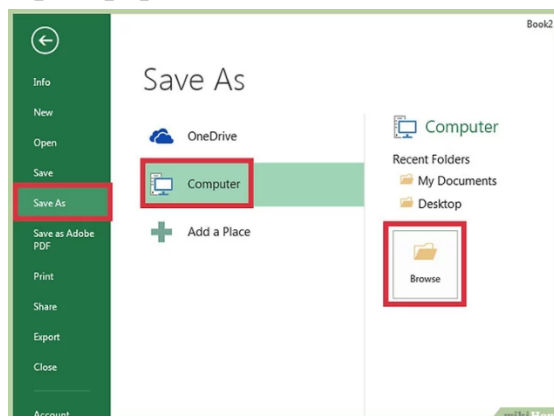 Book2
Info
New
Open
Save
Save As
Save as Adobe
PDF
Print
Share
Export
Close
Account
Save As
OneDrive
Computer
Add a Place
Computer
Recent Folders
My Documents
Desktop
Browse